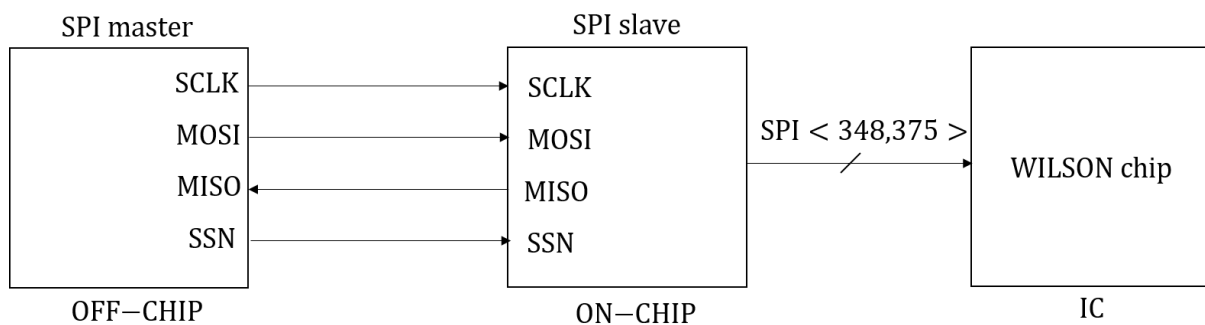 SPI master
SCLK
MOSI
MISO
SSN
OFF−CHIP
SPI slave
SCLK
MOSI
MISO
SSN
ON−CHIP
SPI < 348,375 >
WILSON chip
IC